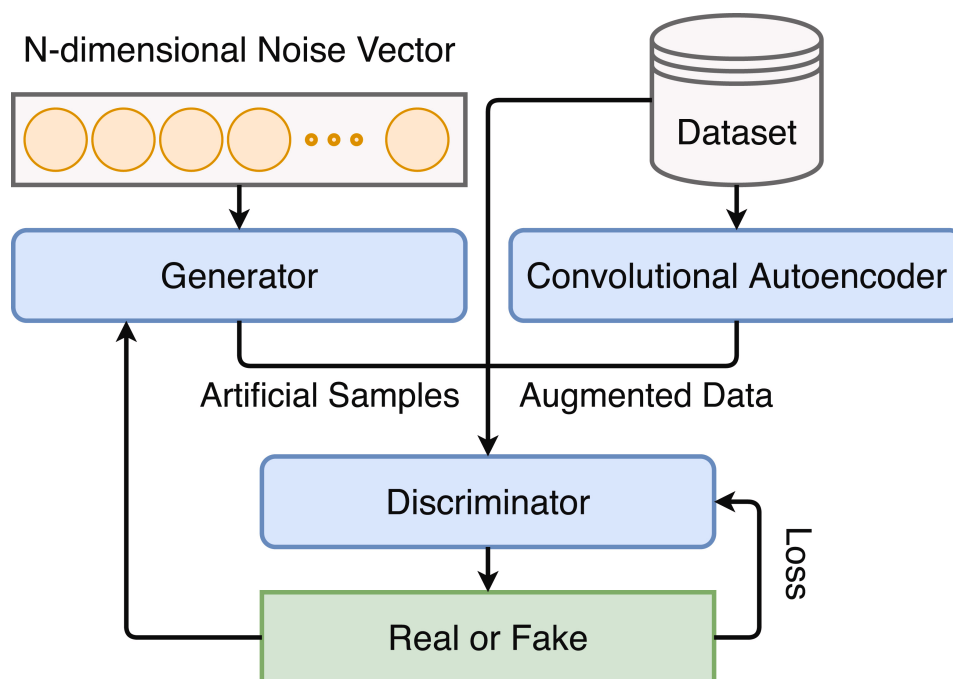 N-dimensional Noise Vector
Dataset
Generator
Convolutional Autoencoder
Artificial Samples
Augmented Data
Discriminator
Loss
Real or Fake